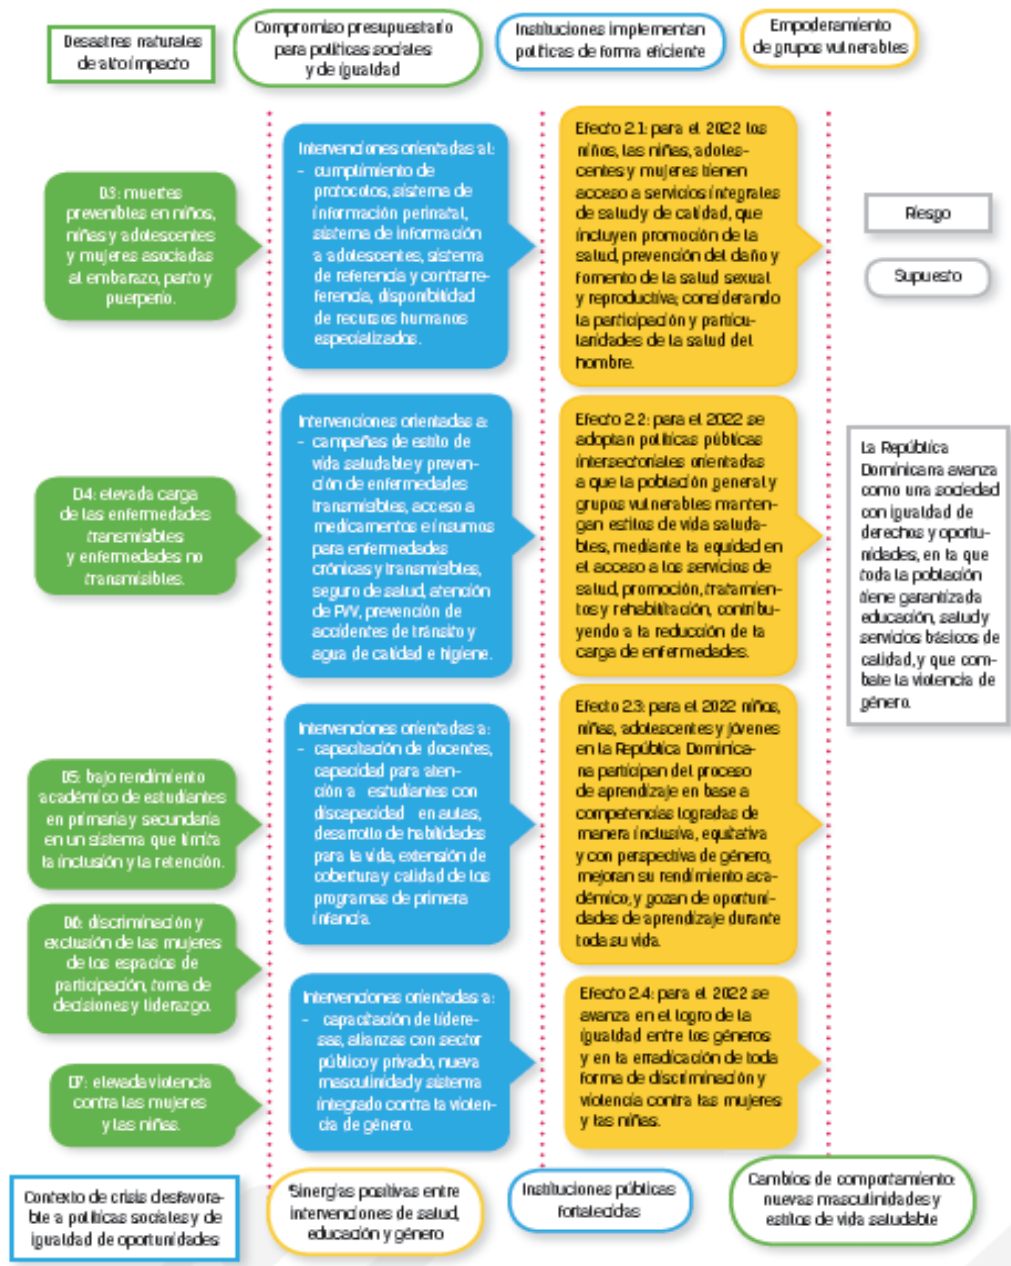 Desastres naturales
de alto impacto
Compromiso presupuestario
para políticas sociales
y de igualdad
Instituciones implementan
políticas de forma eficiente
Empoderamiento
de grupos vulnerables
D3: muertes
prevenibles en niños,
niñas y adolescentes
y mujeres asociadas
al embarazo, parto y
puerperio.
Intervenciones orientadas al:
- cumplimiento de
protocolos, sistema de
información perinatal,
sistema de información
a adolescentes, sistema
de referencia y contrarre-
ferencia, disponibilidad
de recursos humanos
especializados.
Efecto 2.1: para el 2022 los
niños, las niñas, adoles-
centes y mujeres tienen
acceso a servicios integrales
de salud y de calidad, que
incluyen promoción de la
salud, prevención del daño y
fomento de la salud sexual
y reproductiva; considerando
la participación y particu-
laridades de la salud del
hombre.
Riesgo
Supuesto
D4: elevada carga
de las enfermedades
transmisibles
y enfermedades no
transmisibles.
Intervenciones orientadas a:
- campañas de estilo de
vida saludable y preven-
ción de enfermedades
transmisibles, acceso a
medicamentos e insumos
para enfermedades
crónicas y transmisibles,
seguro de salud, atención
de PVV, prevención de
accidentes de tránsito y
agua de calidad e higiene.
Efecto 2.2: para el 2022 se
adoptan políticas públicas
intersectoriales orientadas
a que la población general y
grupos vulnerables manten-
gan estilos de vida saluda-
bles, mediante la equidad en
el acceso a los servicios de
salud, promoción, tratamien-
tos y rehabilitación, contribu-
yendo a la reducción de la
carga de enfermedades.
La República
Dominicana avanza
como una sociedad
con igualdad de
derechos y oportu-
nidades, en la que
toda la población
tiene garantizada
educación, salud y
servicios básicos de
calidad, y que com-
bate la violencia de
género.
D5: bajo rendimiento
académico de estudiantes
en primaria y secundaria
en un sistema que limita
la inclusión y la retención.
Intervenciones orientadas a:
- capacitación de docentes,
capacidad para aten-
ción a estudiantes con
discapacidad en aulas,
desarrollo de habilidades
para la vida, extensión de
cobertura y calidad de los
programas de primera
infancia.
Efecto 2.3: para el 2022 niños,
niñas, adolescentes y jóvenes
en la República Dominica-
na participan del proceso
de aprendizaje en base a
competencias logradas de
manera inclusiva, equitativa
y con perspectiva de género,
mejoran su rendimiento aca-
démico, y gozan de oportuni-
dades de aprendizaje durante
toda su vida.
D6: discriminación y
exclusión de las mujeres
de los espacios de
participación, toma de
decisiones y liderazgo.
D7: elevada violencia
contra las mujeres
y las niñas.
Intervenciones orientadas a:
- capacitación de lidere-
sas, alianzas con sector
público y privado, nueva
masculinidad y sistema
integrado contra la violen-
cia de género.
Efecto 2.4: para el 2022 se
avanza en el logro de la
igualdad entre los géneros
y en la erradicación de toda
forma de discriminación y
violencia contra las mujeres
y las niñas.
Contexto de crisis desfavora-
ble a políticas sociales y de
igualdad de oportunidades
Sinergias positivas entre
intervenciones de salud,
educación y género
Instituciones públicas
fortalecidas
Cambios de comportamiento:
nuevas masculinidades y
estilos de vida saludable